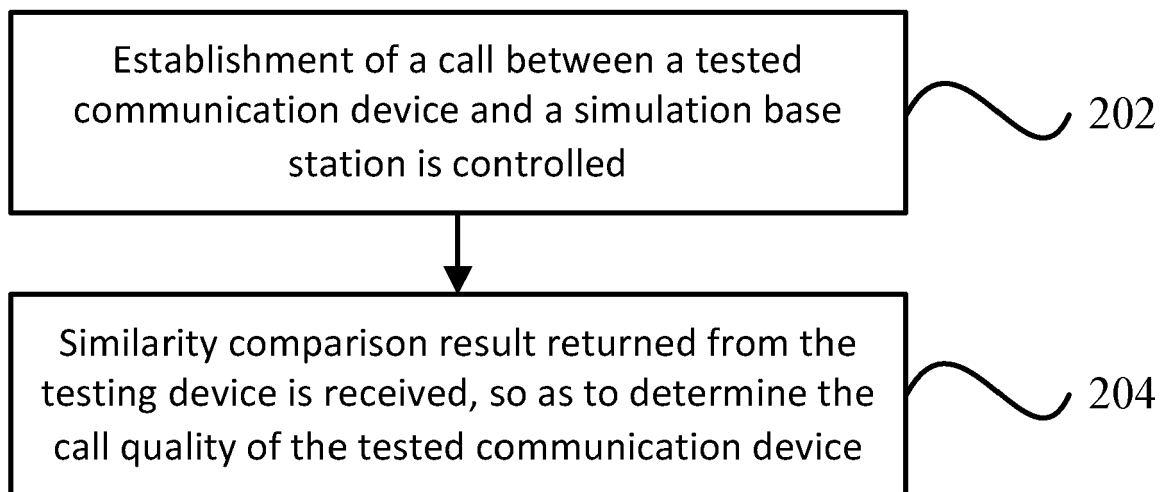 Establishment of a call between a tested
communication device and a simulation base
station is controlled
202
Similarity comparison result returned from the
testing device is received, so as to determine the
call quality of the tested communication device
204